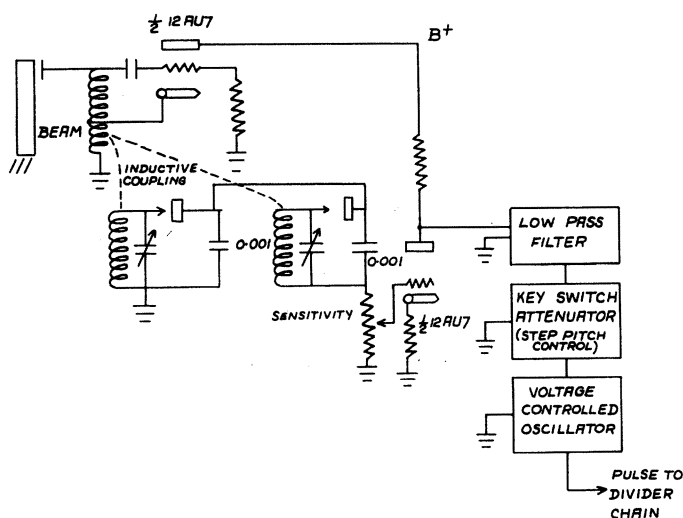 ½ 12AU7
B+
BEAM
INDUCTIVE
COUPLING
0·001
0·001
SENSITIVITY
½ 12AU7
LOW PASS
FILTER
KEY SWITCH
ATTENUATOR
(STEP PITCH
CONTROL)
VOLTAGE
CONTROLLED
OSCILLATOR
PULSE TO
DIVIDER
CHAIN